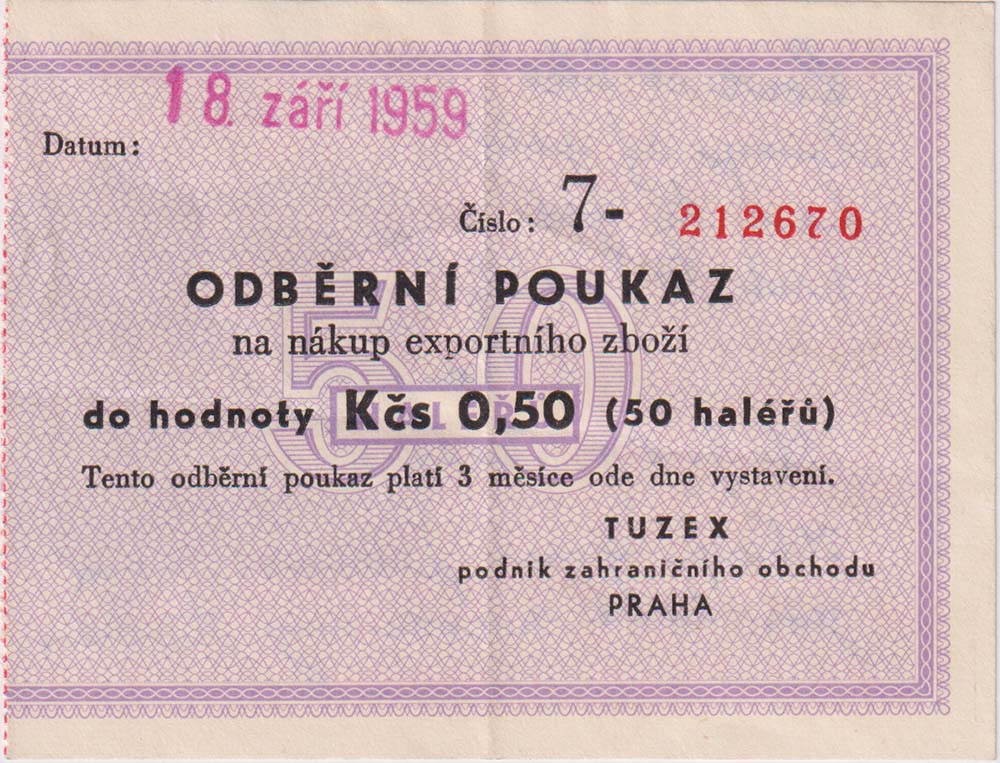 18. září 1959
Datum:
Číslo: 7- 212670
ODBĚRNÍ POUKAZ
na nákup exportního zboží
do hodnoty Kčs 0,50 (50 haléřů)
Tento odběrní poukaz platí 3 měsíce ode dne vystavení.
TUZEX
podnik zahraničního obchodu
PRAHA
50